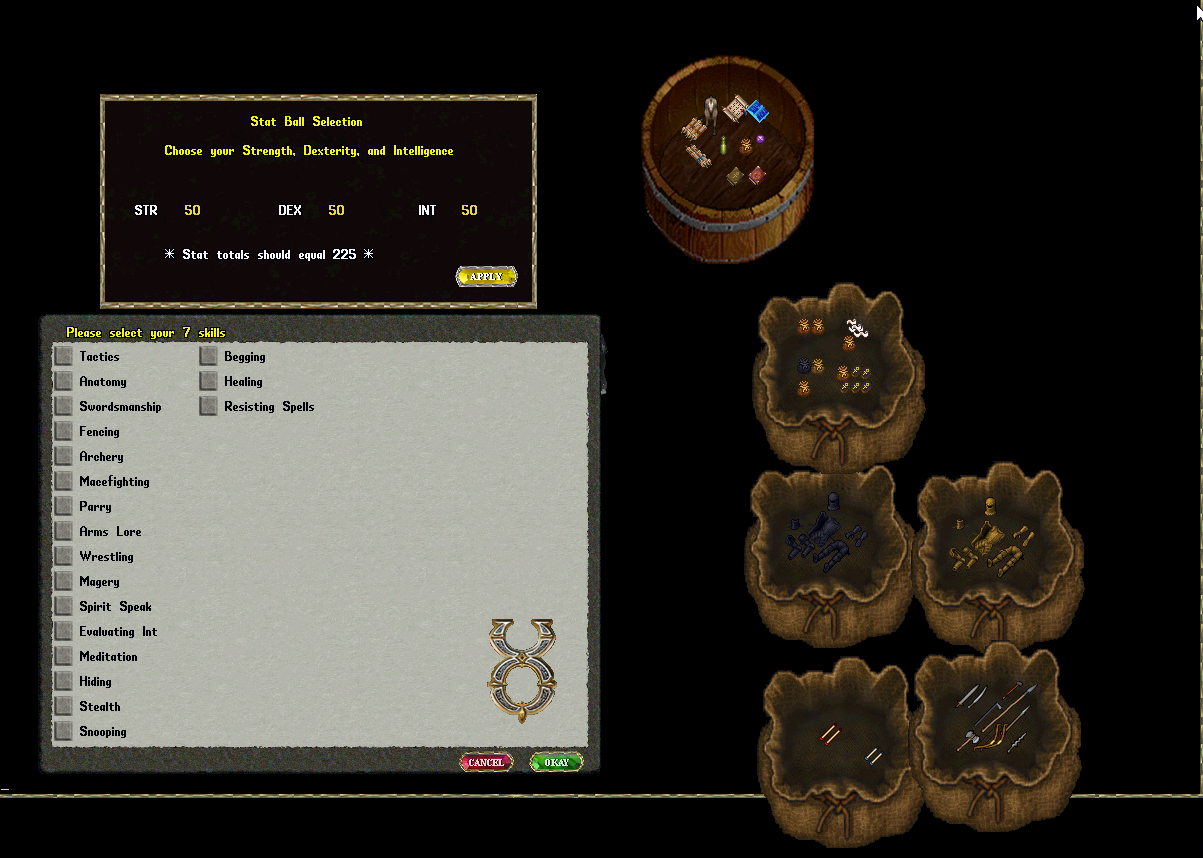 Stat Ball Selection
Choose your Strength, Dexterity, and Intelligence
STR 50 DEX 50 INT 50
* Stat totals should equal 225 *
APPLY
Please select your 7 skills
Tactics
Anatomy
Swordsmanship
Fencing
Archery
Macefighting
Parry
Arms Lore
Wrestling
Magery
Spirit Speak
Evaluating Int
Meditation
Hiding
Stealth
Snooping
Begging
Healing
Resisting Spells
CANCEL OKAY